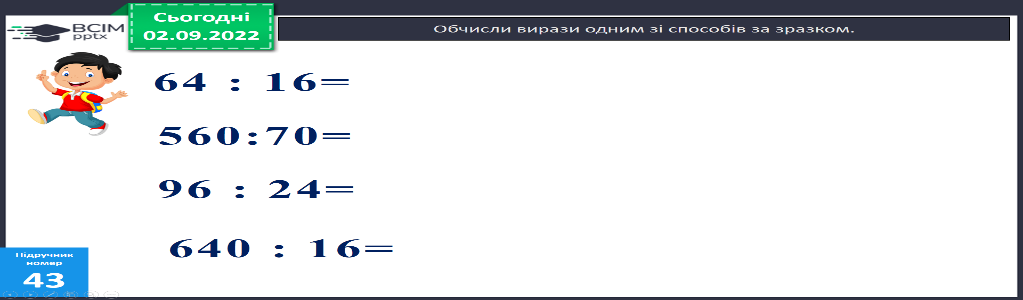 ВСІМ
pptx
Сьогодні
02.09.2022
Обчисли вирази одним зі способів за зразком.
64 : 16=
560:70=
96 : 24=
640 : 16=
Підручник
номер
43